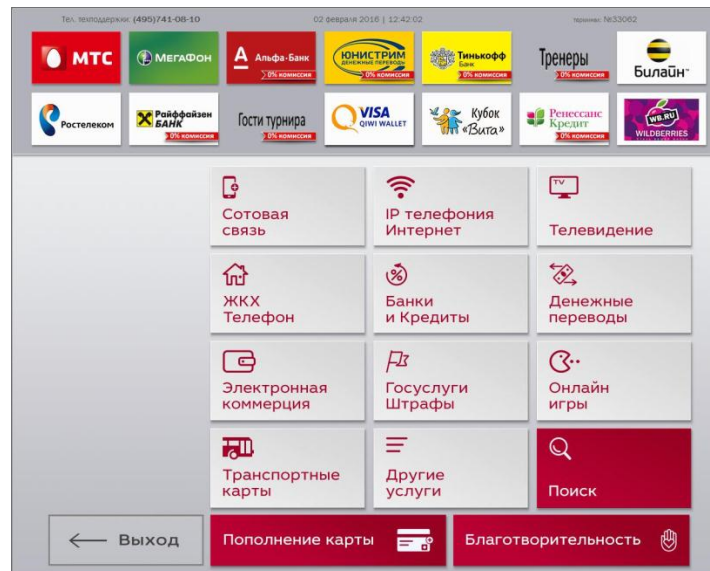 Тел. техподдержки: (495)741-08-10
02 февраля 2016 | 12:42:02
терминал: №33062
МТС
МЕГАФОН
А Альфа·Банк
0% комиссия
ЮНИСТРИМ
ДЕНЕЖНЫЕ ПЕРЕВОДЫ
0% комиссия
Тинькофф
Банк
0% комиссия
Тренеры
0% комиссия
Билайн™
Ростелеком
Райффайзен
БАНК
0% комиссия
Гости турнира
0% комиссия
VISA
QIWI WALLET
Кубок
«Вита»
Ренессанс
Кредит
0% комиссия
WB.RU
WILDBERRIES
Сотовая
связь
IP телефония
Интернет
TV
Телевидение
ЖКХ
Телефон
Банки
и Кредиты
Денежные
переводы
Электронная
коммерция
Госуслуги
Штрафы
Онлайн
игры
Транспортные
карты
Другие
услуги
Поиск
Выход
Пополнение карты
Благотворительность